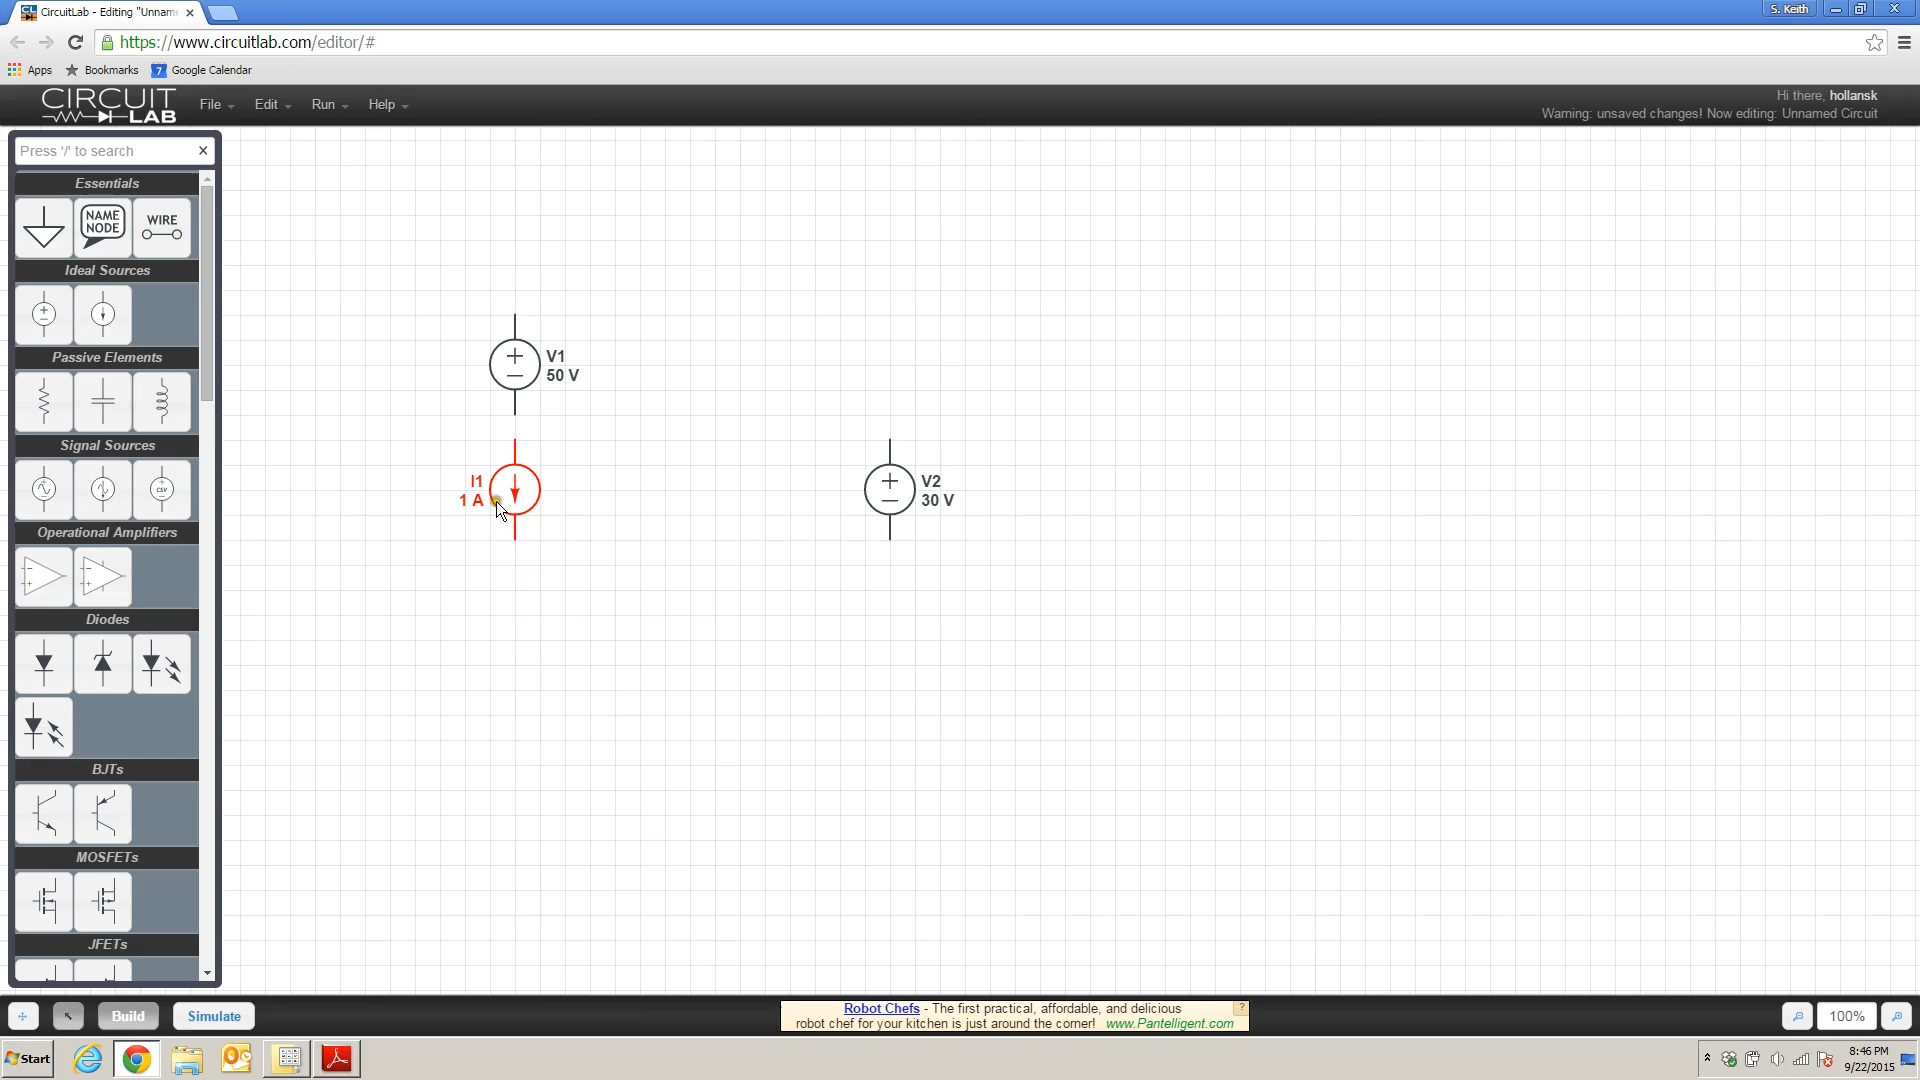 CircuitLab - Editing "Unnam
S. Keith
https://www.circuitlab.com/editor/#
Apps
Bookmarks
7
Google Calendar
CIRCUIT
LAB
File
Edit
Run
Help
Hi there, hollansk
Warning: unsaved changes! Now editing: Unnamed Circuit
Press '/' to search
Essentials
NAME
NODE
WIRE
Ideal Sources
Passive Elements
Signal Sources
CSV
Operational Amplifiers
Diodes
BJTs
MOSFETs
JFETs
V1
50 V
I1
1 A
V2
30 V
Build
Simulate
Robot Chefs - The first practical, affordable, and delicious
robot chef for your kitchen is just around the corner! www.Pantelligent.com
?
100%
Start
8:46 PM
9/22/2015